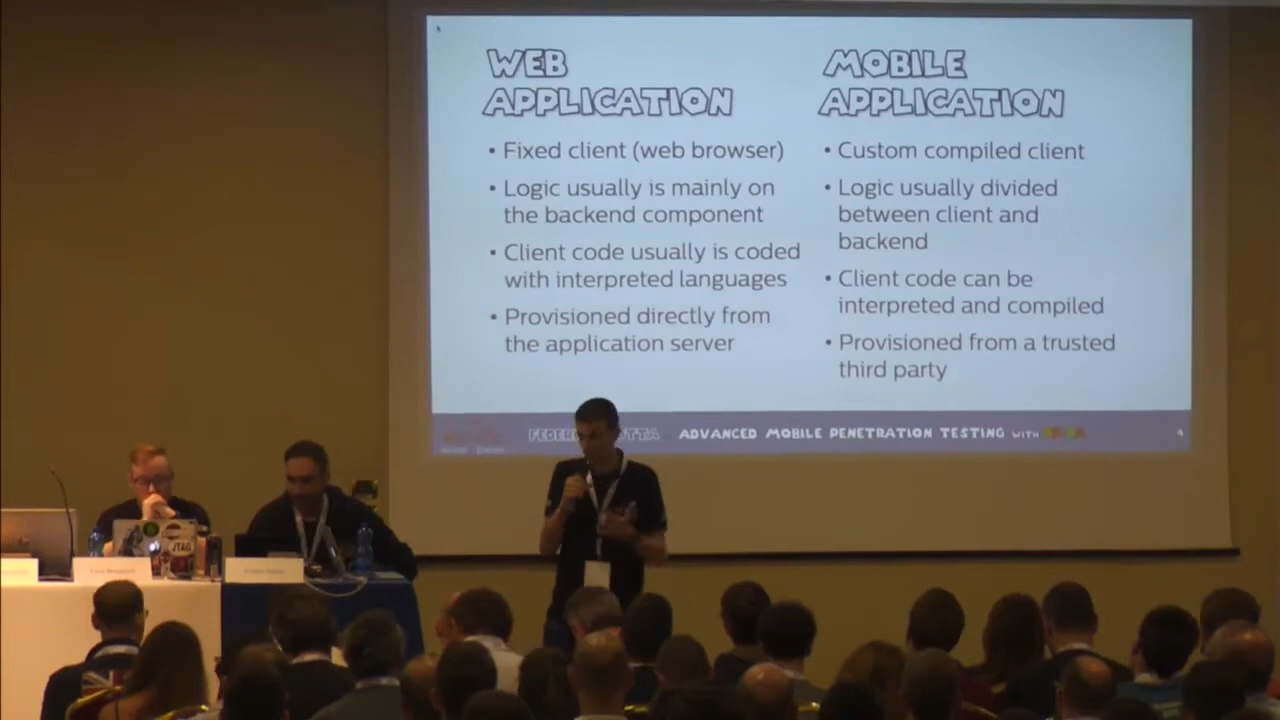 WEB
APPLICATION
• Fixed client (web browser)
• Logic usually is mainly on
the backend component
• Client code usually is coded
with interpreted languages
• Provisioned directly from
the application server
MOBILE
APPLICATION
• Custom compiled client
• Logic usually divided
between client and
backend
• Client code can be
interpreted and compiled
• Provisioned from a trusted
third party
ADVANCED MOBILE PENETRATION TESTING WITH
4
JTAG